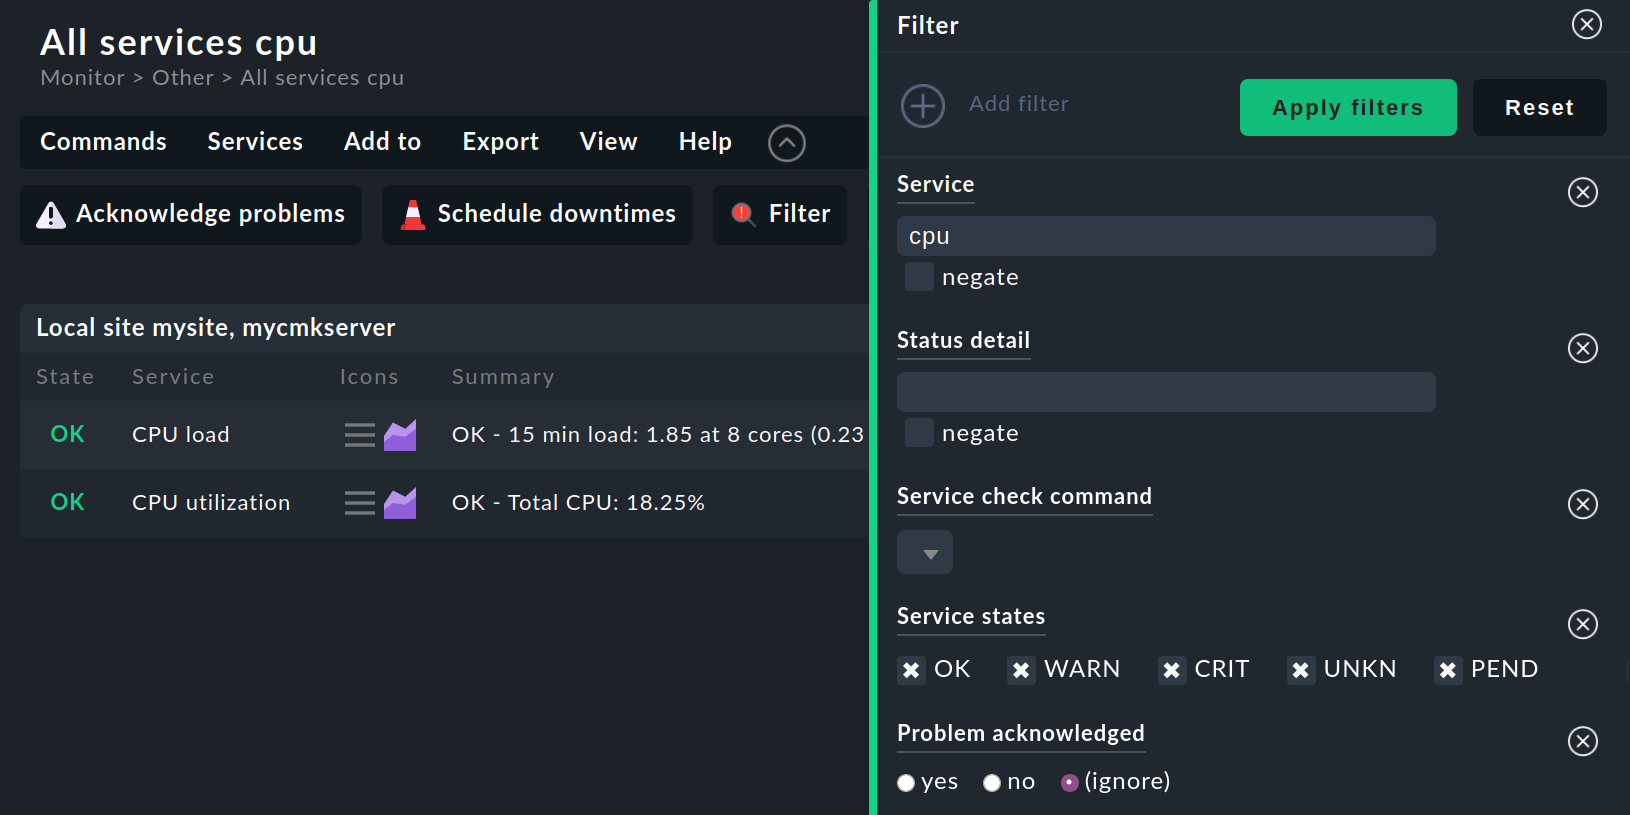 All services cpu
Monitor > Other > All services cpu
Commands Services Add to Export View Help
Acknowledge problems Schedule downtimes Filter
Local site mysite, mycmkserver
State Service Icons Summary
OK CPU load OK - 15 min load: 1.85 at 8 cores (0.23
OK CPU utilization OK - Total CPU: 18.25%
Filter
Add filter Apply filters Reset
Service
cpu
negate
Status detail
negate
Service check command
Service states
OK WARN CRIT UNKN PEND
Problem acknowledged
yes no (ignore)